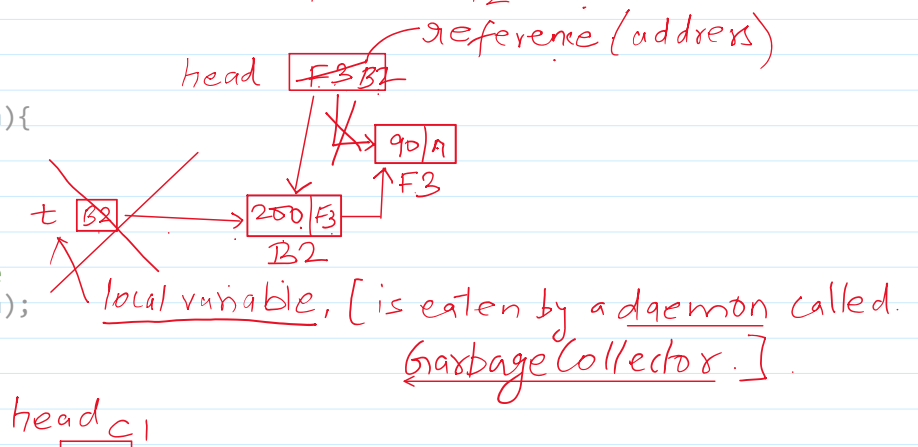 reference (address)
head F3 B2
){
90 A
F3
t B2 200 F3
B2
);
local variable, [is eaten by a daemon called.
Garbage Collector.]
head C1